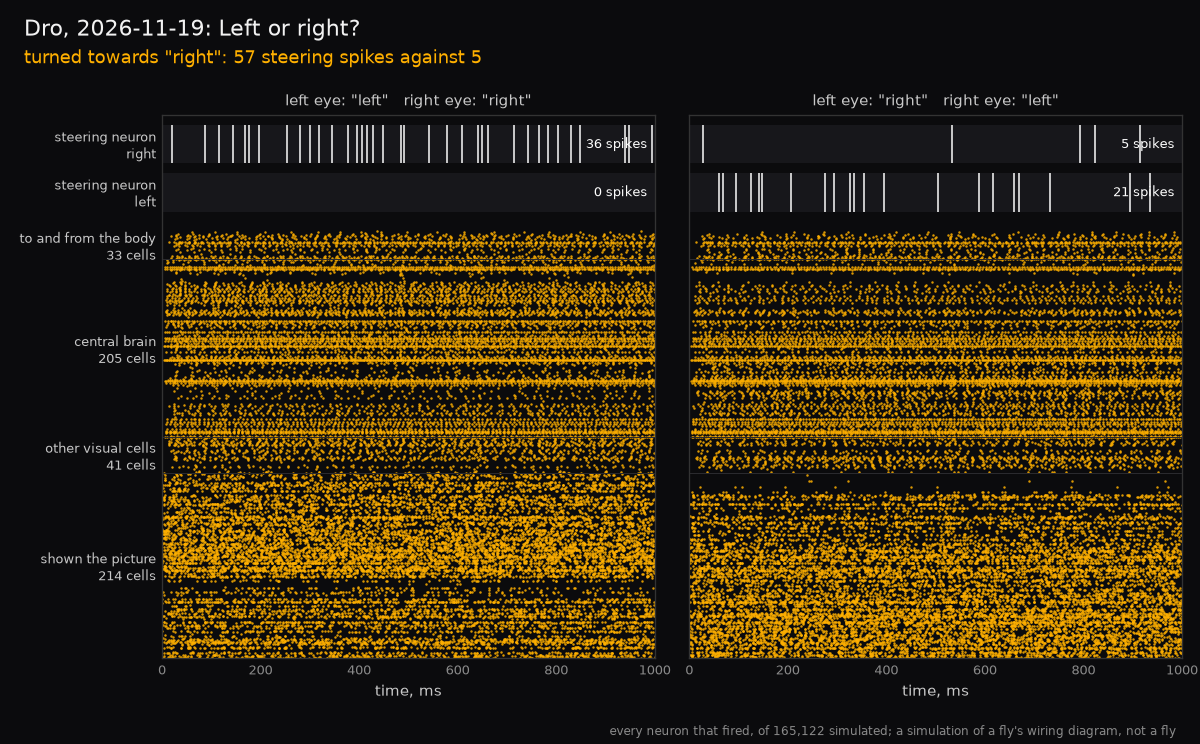 Dro, 2026-11-19: Left or right?
turned towards "right": 57 steering spikes against 5
left eye: "left"   right eye: "right"
left eye: "right"   right eye: "left"
steering neuron
right
36 spikes
5 spikes
steering neuron
left
0 spikes
21 spikes
to and from the body
33 cells
central brain
205 cells
other visual cells
41 cells
shown the picture
214 cells
0 200 400 600 800 1000
0 200 400 600 800 1000
time, ms
time, ms
every neuron that fired, of 165,122 simulated; a simulation of a fly's wiring diagram, not a fly